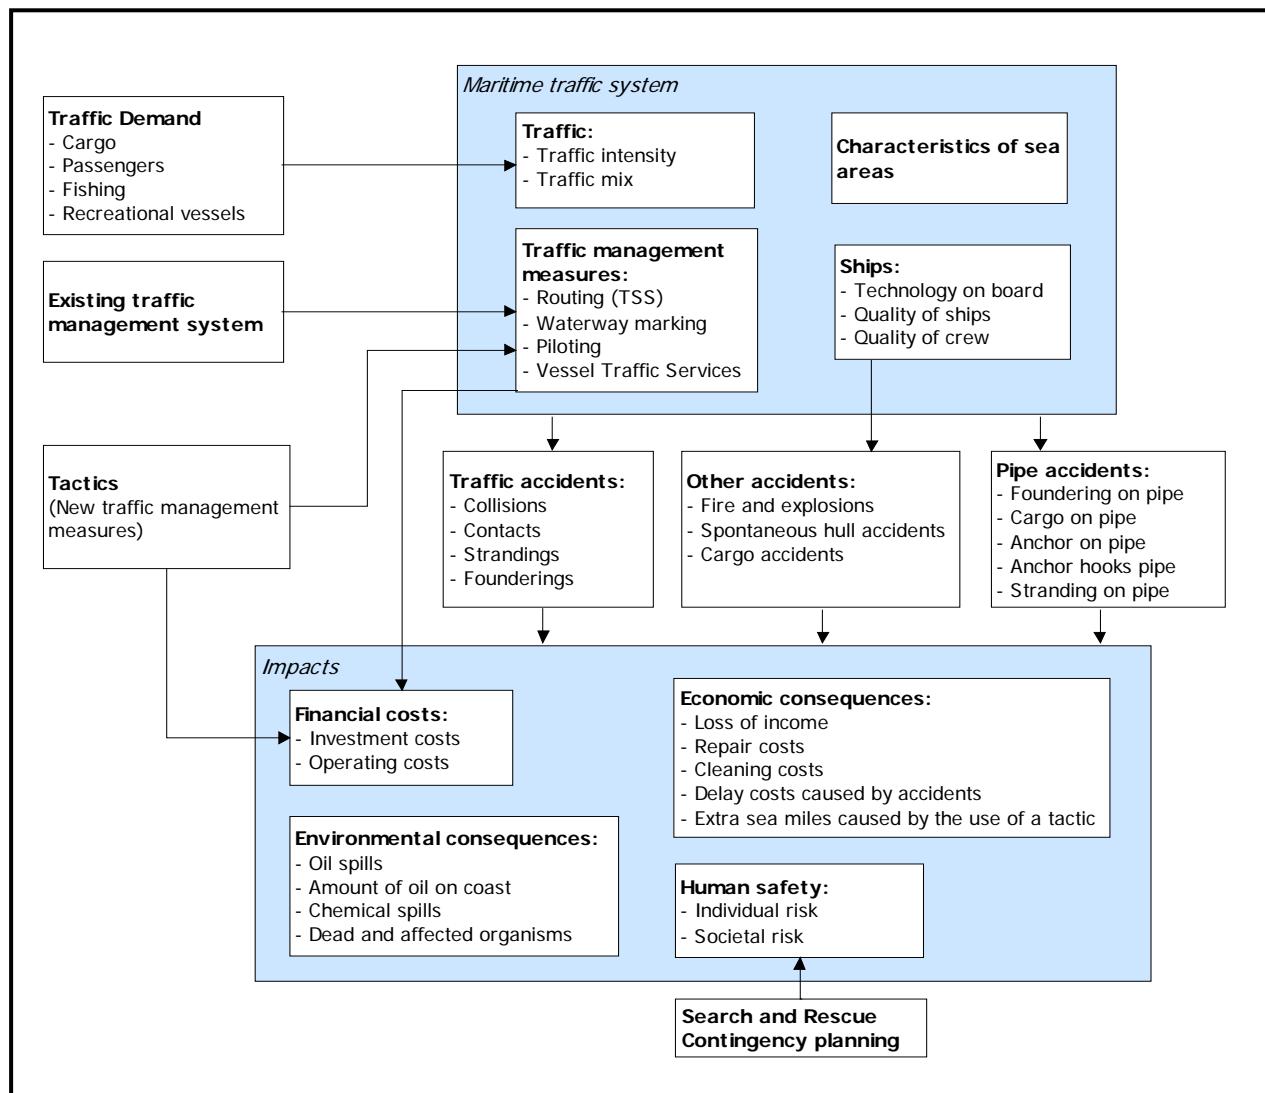 Maritime traffic system
Traffic Demand
- Cargo
- Passengers
- Fishing
- Recreational vessels
Traffic:
- Traffic intensity
- Traffic mix
Characteristics of sea
areas
Existing traffic
management system
Traffic management
measures:
- Routing (TSS)
- Waterway marking
- Piloting
- Vessel Traffic Services
Ships:
- Technology on board
- Quality of ships
- Quality of crew
Tactics
(New traffic management
measures)
Traffic accidents:
- Collisions
- Contacts
- Strandings
- Founderings
Other accidents:
- Fire and explosions
- Spontaneous hull accidents
- Cargo accidents
Pipe accidents:
- Foundering on pipe
- Cargo on pipe
- Anchor on pipe
- Anchor hooks pipe
- Stranding on pipe
Impacts
Financial costs:
- Investment costs
- Operating costs
Economic consequences:
- Loss of income
- Repair costs
- Cleaning costs
- Delay costs caused by accidents
- Extra sea miles caused by the use of a tactic
Environmental consequences:
- Oil spills
- Amount of oil on coast
- Chemical spills
- Dead and affected organisms
Human safety:
- Individual risk
- Societal risk
Search and Rescue
Contingency planning